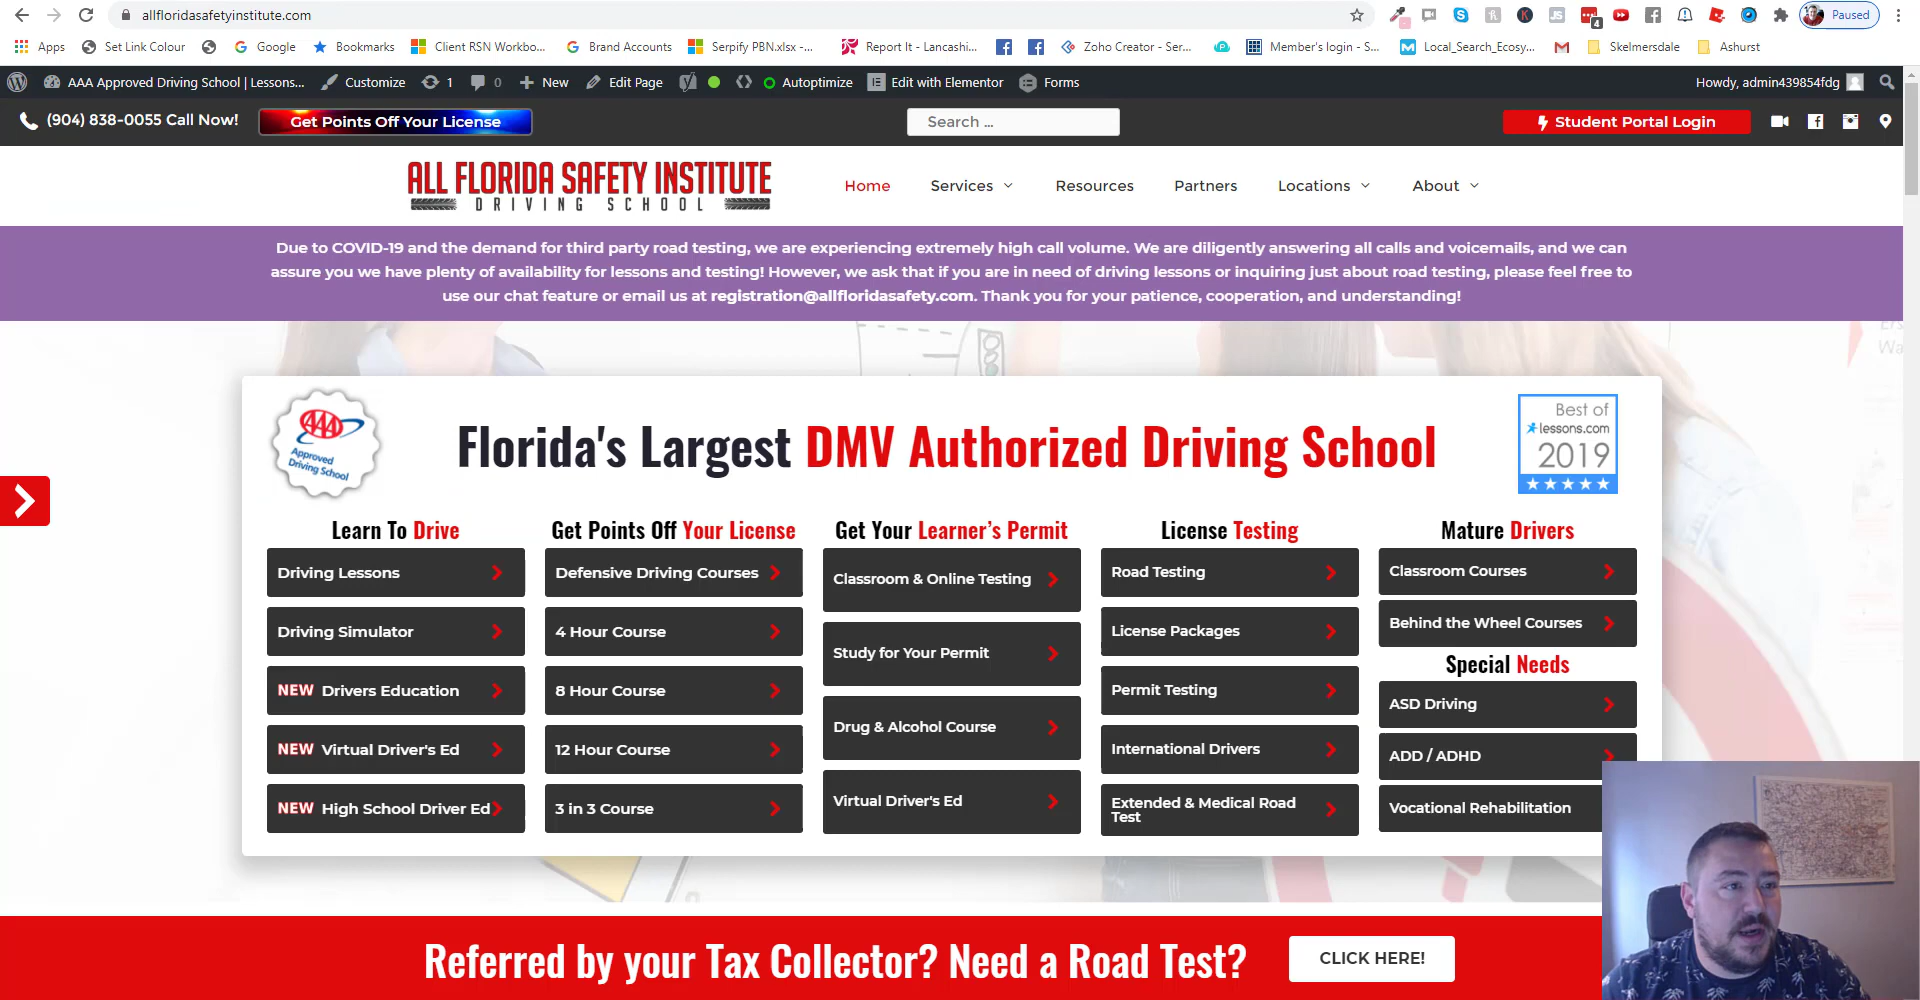 allfloridasafetyinstitute.com
Paused
Apps
Set Link Colour
Google
Bookmarks
Client RSN Workbo...
Brand Accounts
Serpify PBN.xlsx -...
Report It - Lancashi...
Zoho Creator - Ser...
Member's login - S...
Local_Search_Ecosy...
Skelmersdale
Ashurst
AAA Approved Driving School | Lessons...
Customize
1
0
New
Edit Page
Autoptimize
Edit with Elementor
Forms
Howdy, admin439854fdg
(904) 838-0055 Call Now!
Get Points Off Your License
Search ...
Student Portal Login
ALL FLORIDA SAFETY INSTITUTE
DRIVING SCHOOL
Home
Services
Resources
Partners
Locations
About
Due to COVID-19 and the demand for third party road testing, we are experiencing extremely high call volume. We are diligently answering all calls and voicemails, and we can
assure you we have plenty of availability for lessons and testing! However, we ask that if you are in need of driving lessons or inquiring just about road testing, please feel free to
use our chat feature or email us at registration@allfloridasafety.com. Thank you for your patience, cooperation, and understanding!
AAA
Approved
Driving School
Florida's Largest DMV Authorized Driving School
Best of
lessons.com
2019
Learn To Drive
Driving Lessons
Driving Simulator
NEW Drivers Education
NEW Virtual Driver's Ed
NEW High School Driver Ed
Get Points Off Your License
Defensive Driving Courses
4 Hour Course
8 Hour Course
12 Hour Course
3 in 3 Course
Get Your Learner's Permit
Classroom & Online Testing
Study for Your Permit
Drug & Alcohol Course
Virtual Driver's Ed
License Testing
Road Testing
License Packages
Permit Testing
International Drivers
Extended & Medical Road
Test
Mature Drivers
Classroom Courses
Behind the Wheel Courses
Special Needs
ASD Driving
ADD / ADHD
Vocational Rehabilitation
Referred by your Tax Collector? Need a Road Test?
CLICK HERE!